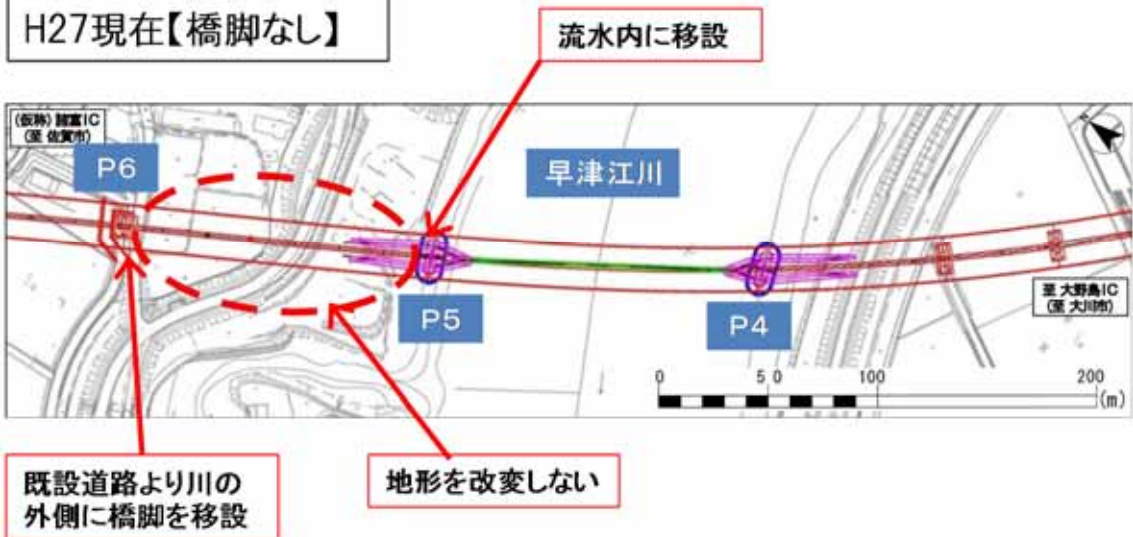 H27現在【橋脚なし】
流水内に移設
(仮称)諸富IC
(至 佐賀市)
P6
早津江川
P5
P4
至 大野島IC
(至 大川市)
0 50 100 200
(m)
既設道路より川の
外側に橋脚を移設
地形を改変しない